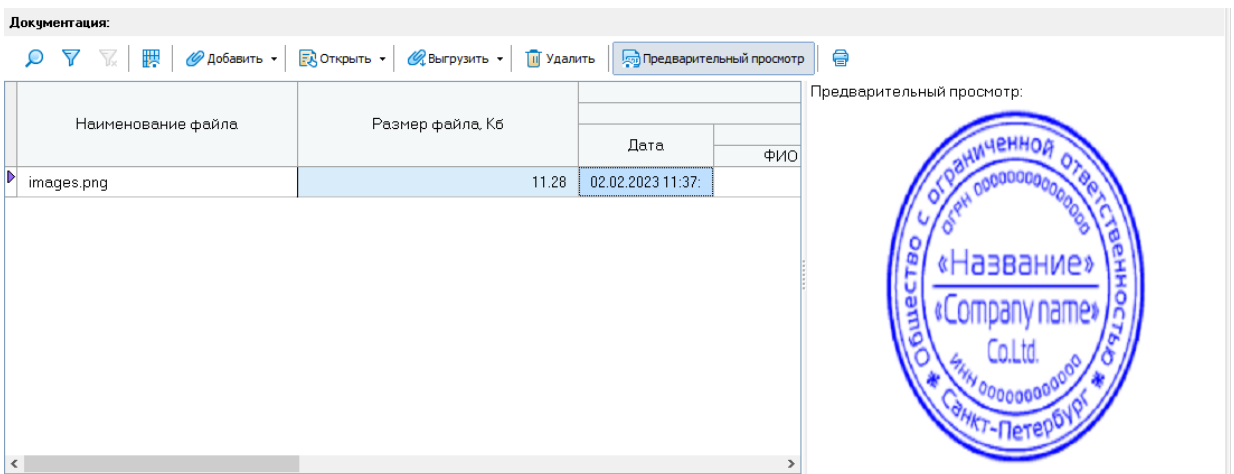 Документация:
Добавить Открыть Выгрузить Удалить Предварительный просмотр
Наименование файла Размер файла, Кб Дата ФИО
images.png 11.28 02.02.2023 11:37:
Предварительный просмотр:
Общество с ограниченной ответственностью
ОГРН 0000000000000
«Название»
«Company name»
Co.Ltd.
ИНН 000000000000
* Санкт-Петербург *